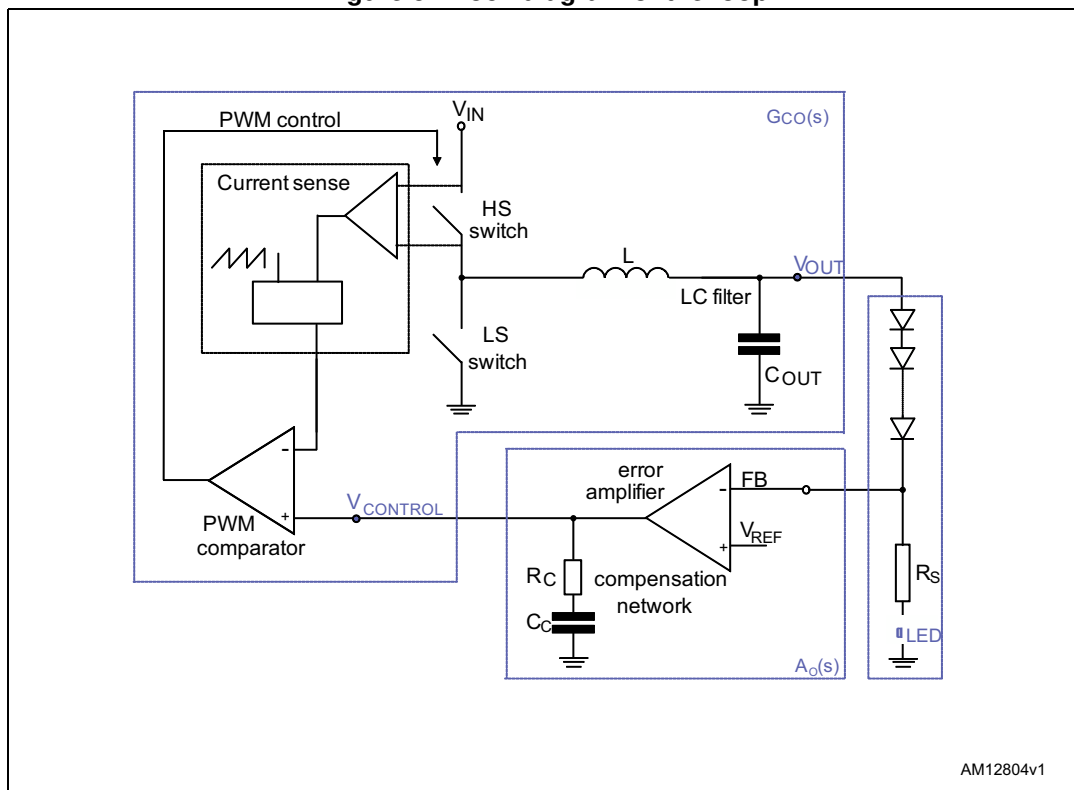 PWM control
VIN
GCO(s)
Current sense
HS
switch
L
VOUT
LC filter
LS
switch
COUT
error
amplifier
FB
-
VCONTROL
-
+
VREF
+
PWM
comparator
RC
compensation
network
RS
CC
LED
AO(s)
AM12804v1